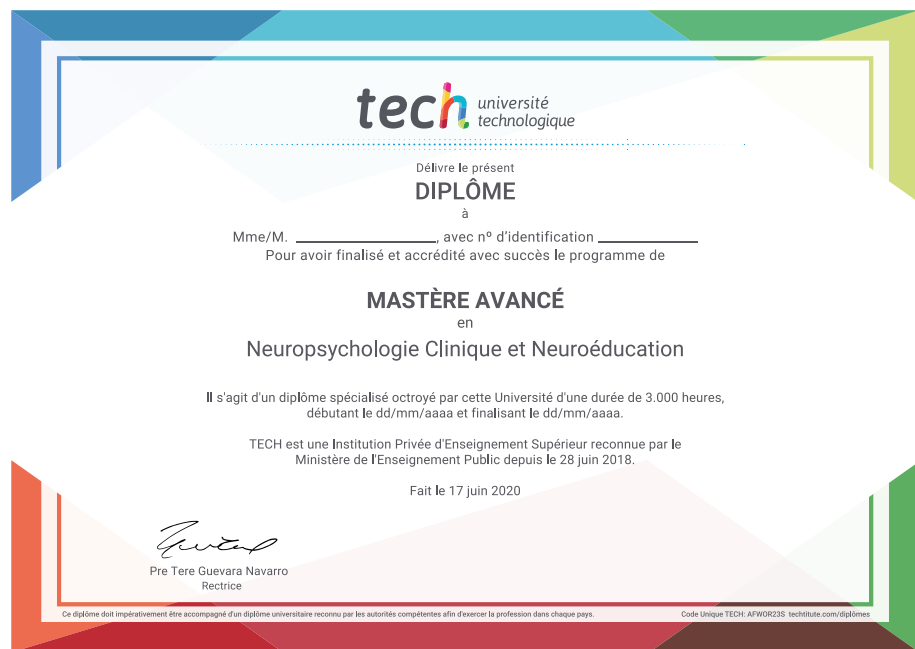 tech université
technologique
Délivre le présent
DIPLÔME
à
Mme/M. ____________, avec nº d'identification ____________
Pour avoir finalisé et accrédité avec succès le programme de
MASTÈRE AVANCÉ
en
Neuropsychologie Clinique et Neuroéducation
Il s'agit d'un diplôme spécialisé octroyé par cette Université d'une durée de 3.000 heures,
débutant le dd/mm/aaaa et finalisant le dd/mm/aaaa.
TECH est une Institution Privée d'Enseignement Supérieur reconnue par le
Ministère de l'Enseignement Public depuis le 28 juin 2018.
Fait le 17 juin 2020
Pre Tere Guevara Navarro
Rectrice
Ce diplôme doit impérativement être accompagné d'un diplôme universitaire reconnu par les autorités compétentes afin d'exercer la profession dans chaque pays.
Code Unique TECH: AFWOR23S techtitute.com/diplômes